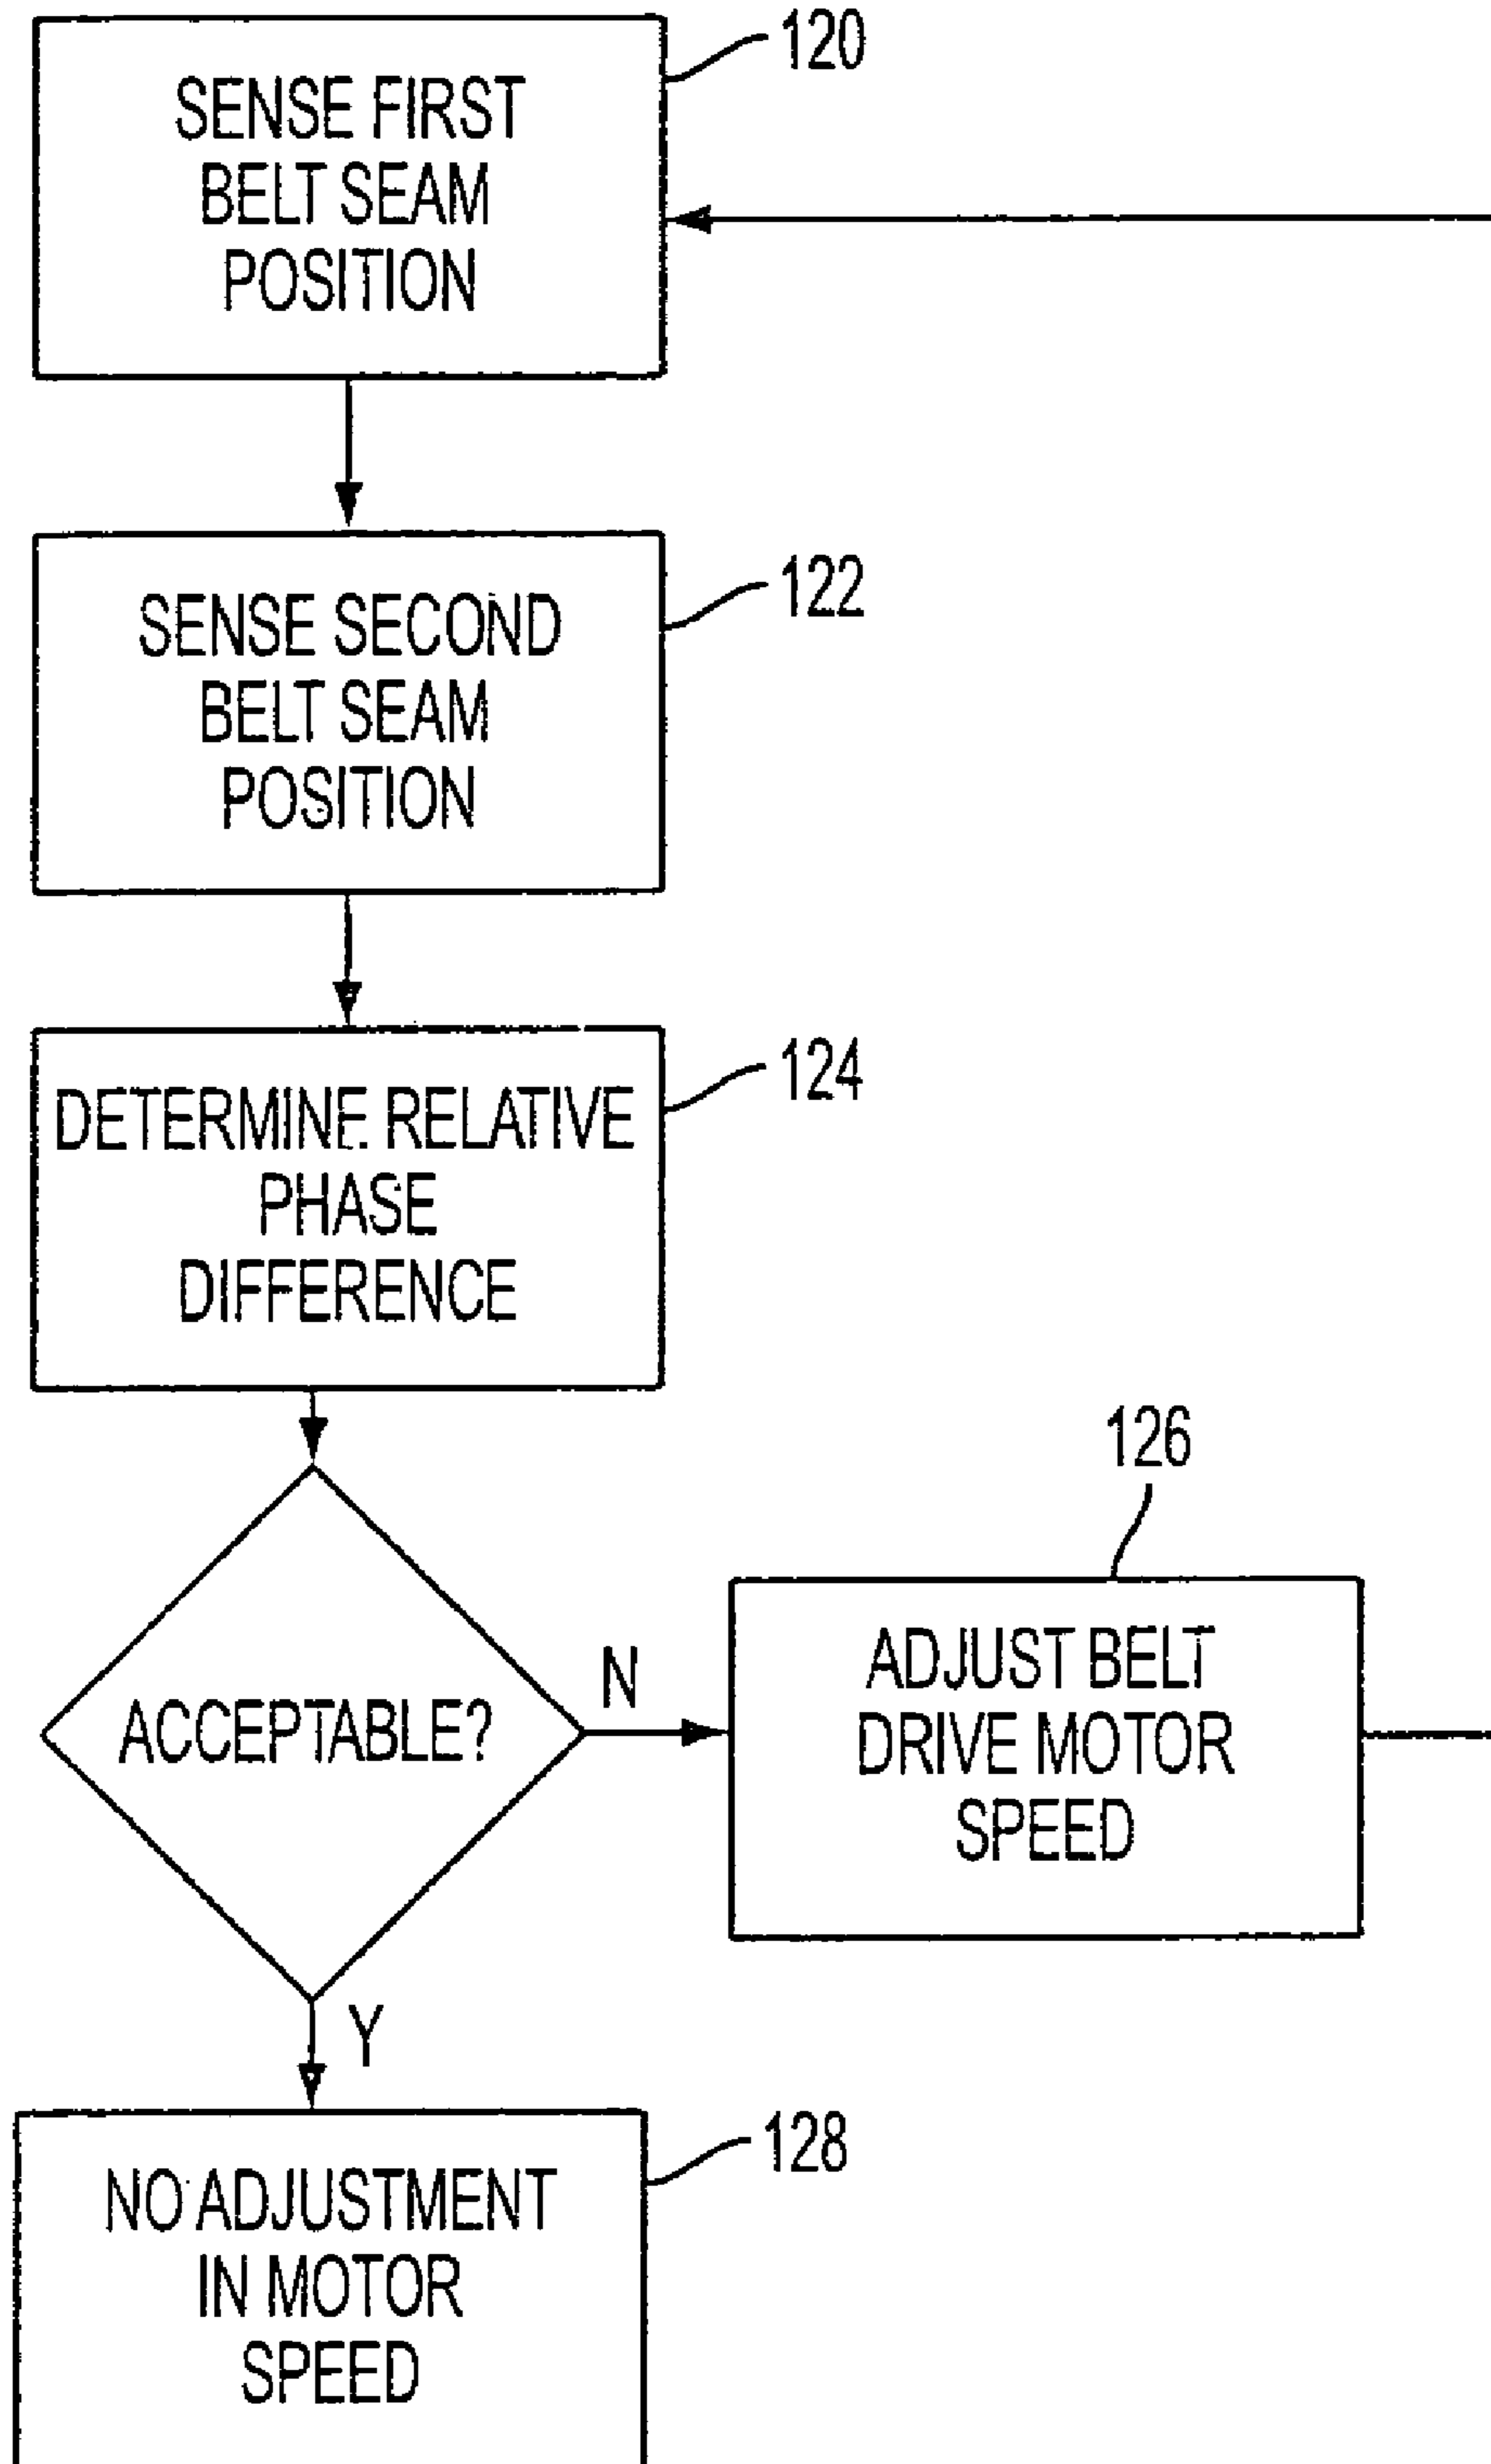 120
SENSE FIRST
BELT SEAM
POSITION
122
SENSE SECOND
BELT SEAM
POSITION
124
DETERMINE RELATIVE
PHASE
DIFFERENCE
126
ACCEPTABLE?
N
ADJUST BELT
DRIVE MOTOR
SPEED
Y
128
NO ADJUSTMENT
IN MOTOR
SPEED